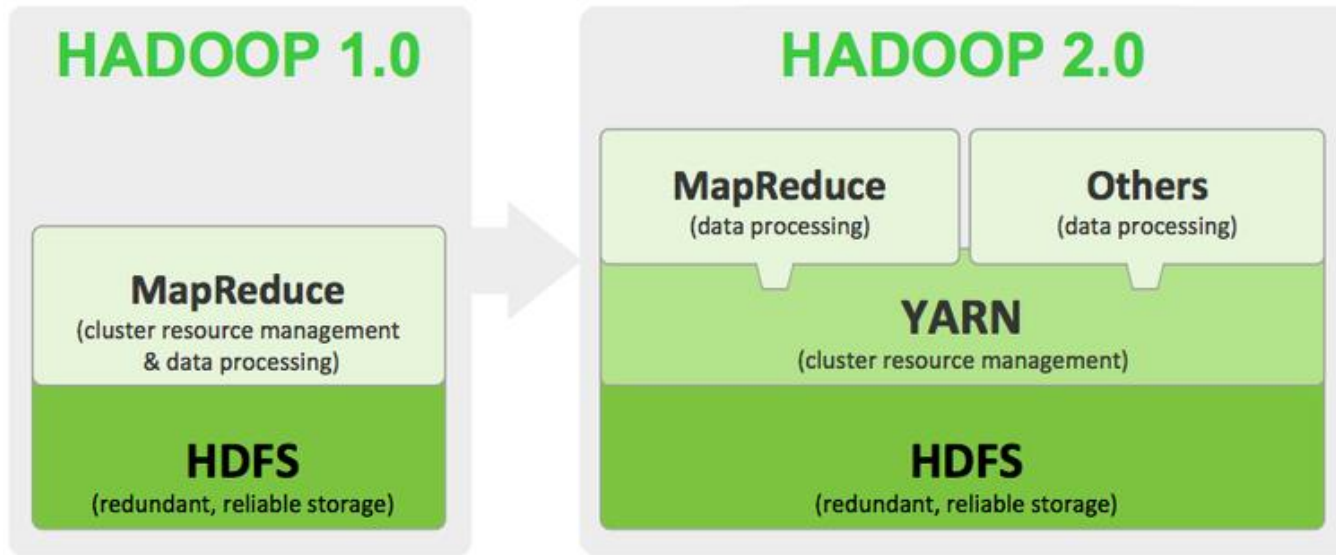 HADOOP 1.0
MapReduce
(cluster resource management
& data processing)
HDFS
(redundant, reliable storage)
HADOOP 2.0
MapReduce
(data processing)
Others
(data processing)
YARN
(cluster resource management)
HDFS
(redundant, reliable storage)